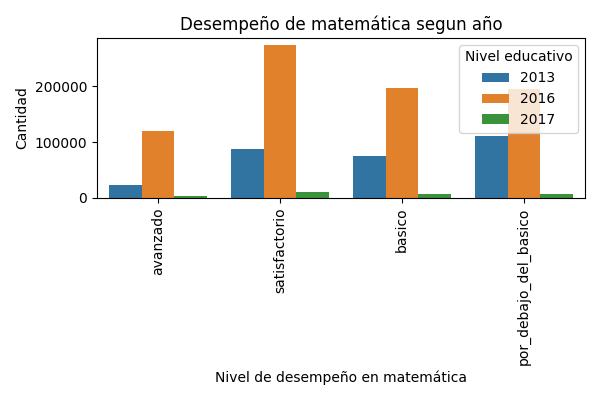 Desempeño de matemática segun año
Cantidad
200000
100000
0
Nivel educativo
2013
2016
2017
avanzado
satisfactorio
basico
por_debajo_del_basico
Nivel de desempeño en matemática